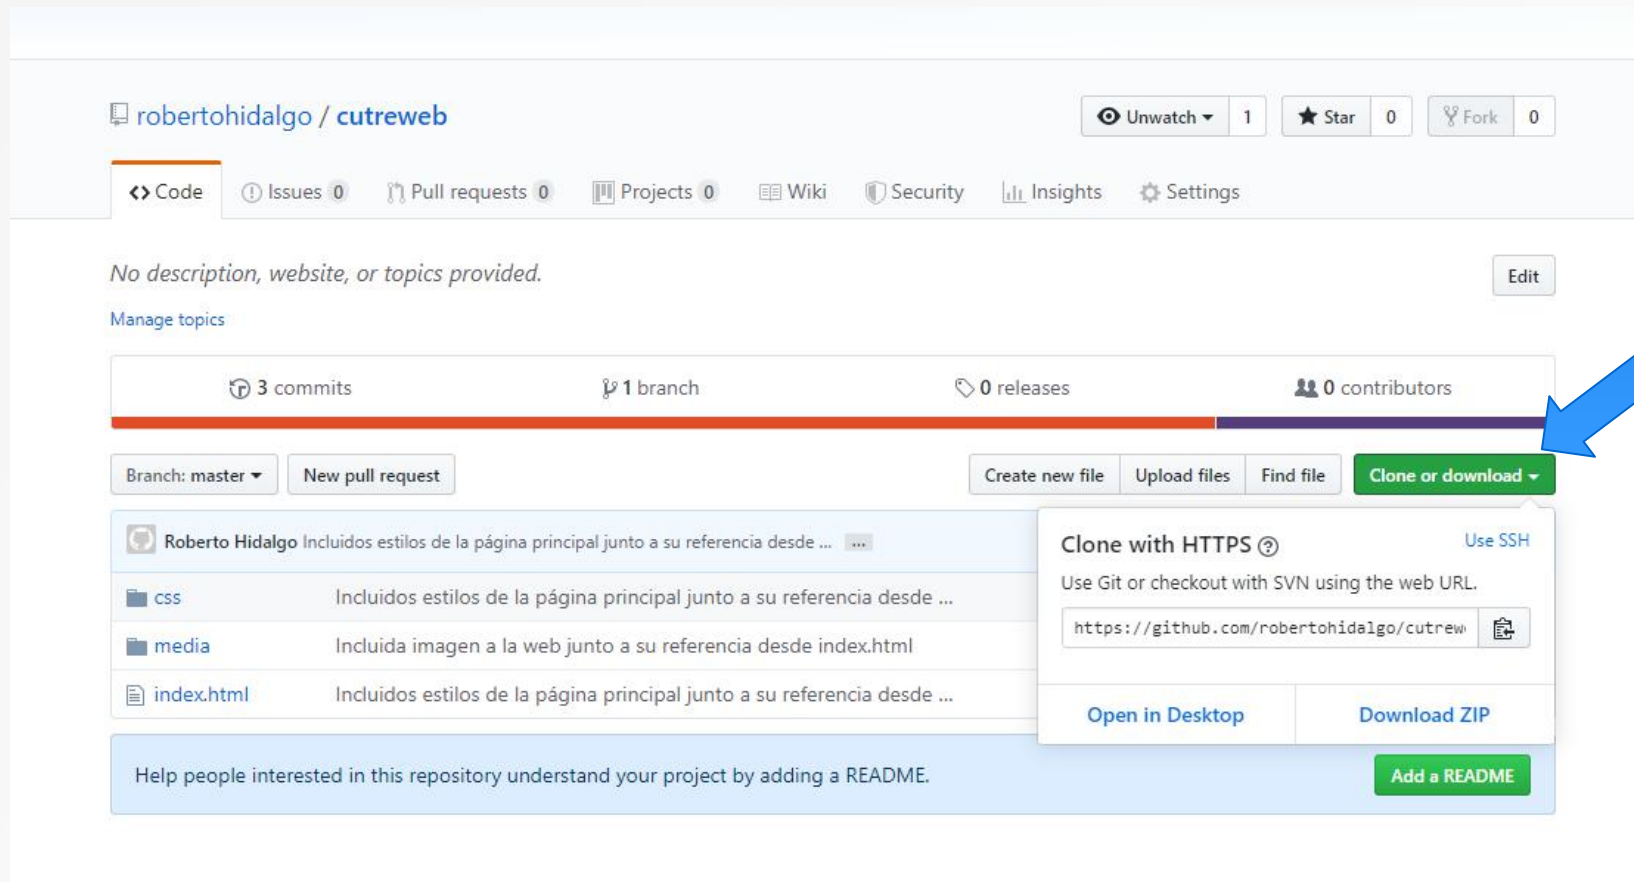 robertohidalgo / cutreweb
Unwatch 1 Star 0 Fork 0
Code Issues 0 Pull requests 0 Projects 0 Wiki Security Insights Settings
No description, website, or topics provided. Edit
Manage topics
3 commits 1 branch 0 releases 0 contributors
Branch: master New pull request Create new file Upload files Find file Clone or download
Roberto Hidalgo Incluidos estilos de la página principal junto a su referencia desde ... ...
css Incluidos estilos de la página principal junto a su referencia desde ...
media Incluida imagen a la web junto a su referencia desde index.html
index.html Incluidos estilos de la página principal junto a su referencia desde ...
Clone with HTTPS Use SSH
Use Git or checkout with SVN using the web URL.
https://github.com/robertohidalgo/cutrew
Open in Desktop Download ZIP
Help people interested in this repository understand your project by adding a README. Add a README